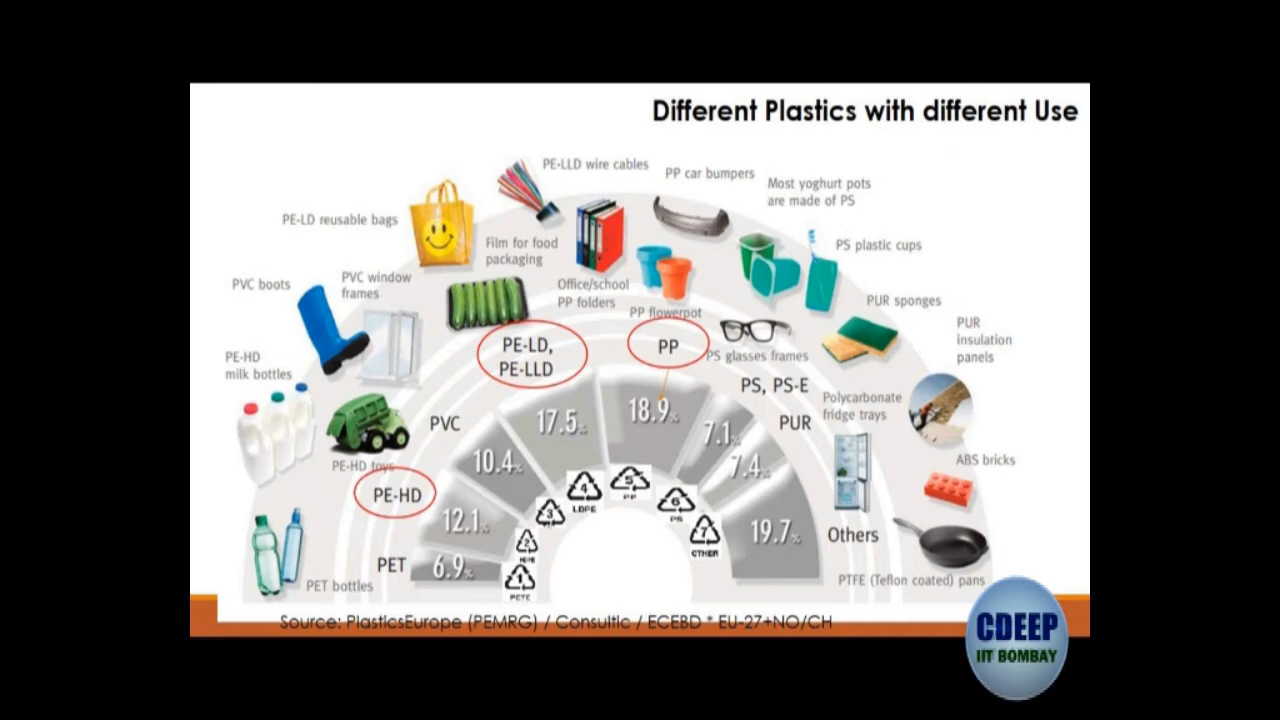 Different Plastics with different Use
PE-LLD wire cables
PP car bumpers
Most yoghurt pots
are made of PS
PE-LD reusable bags
Film for food
packaging
PS plastic cups
PVC boots
PVC window
frames
Office/school
PP folders
PP flowerpot
PUR sponges
PUR
insulation
panels
PE-HD
milk bottles
PE-LD,
PE-LLD
PP
PS glasses frames
PS, PS-E
Polycarbonate
fridge trays
PVC
17.5%
18.9%
7.1%
PUR
PE-HD toys
10.4%
7.4%
ABS bricks
PE-HD
12.1%
4
LDPE
5
PP
3
6
PS
19.7%
Others
PET
6.9%
2
HDPE
7
OTHER
1
PETE
PET bottles
PTFE (Teflon coated) pans
Source: PlasticsEurope (PEMRG) / Consultic / ECEBD * EU-27+NO/CH
CDEEP
IIT BOMBAY